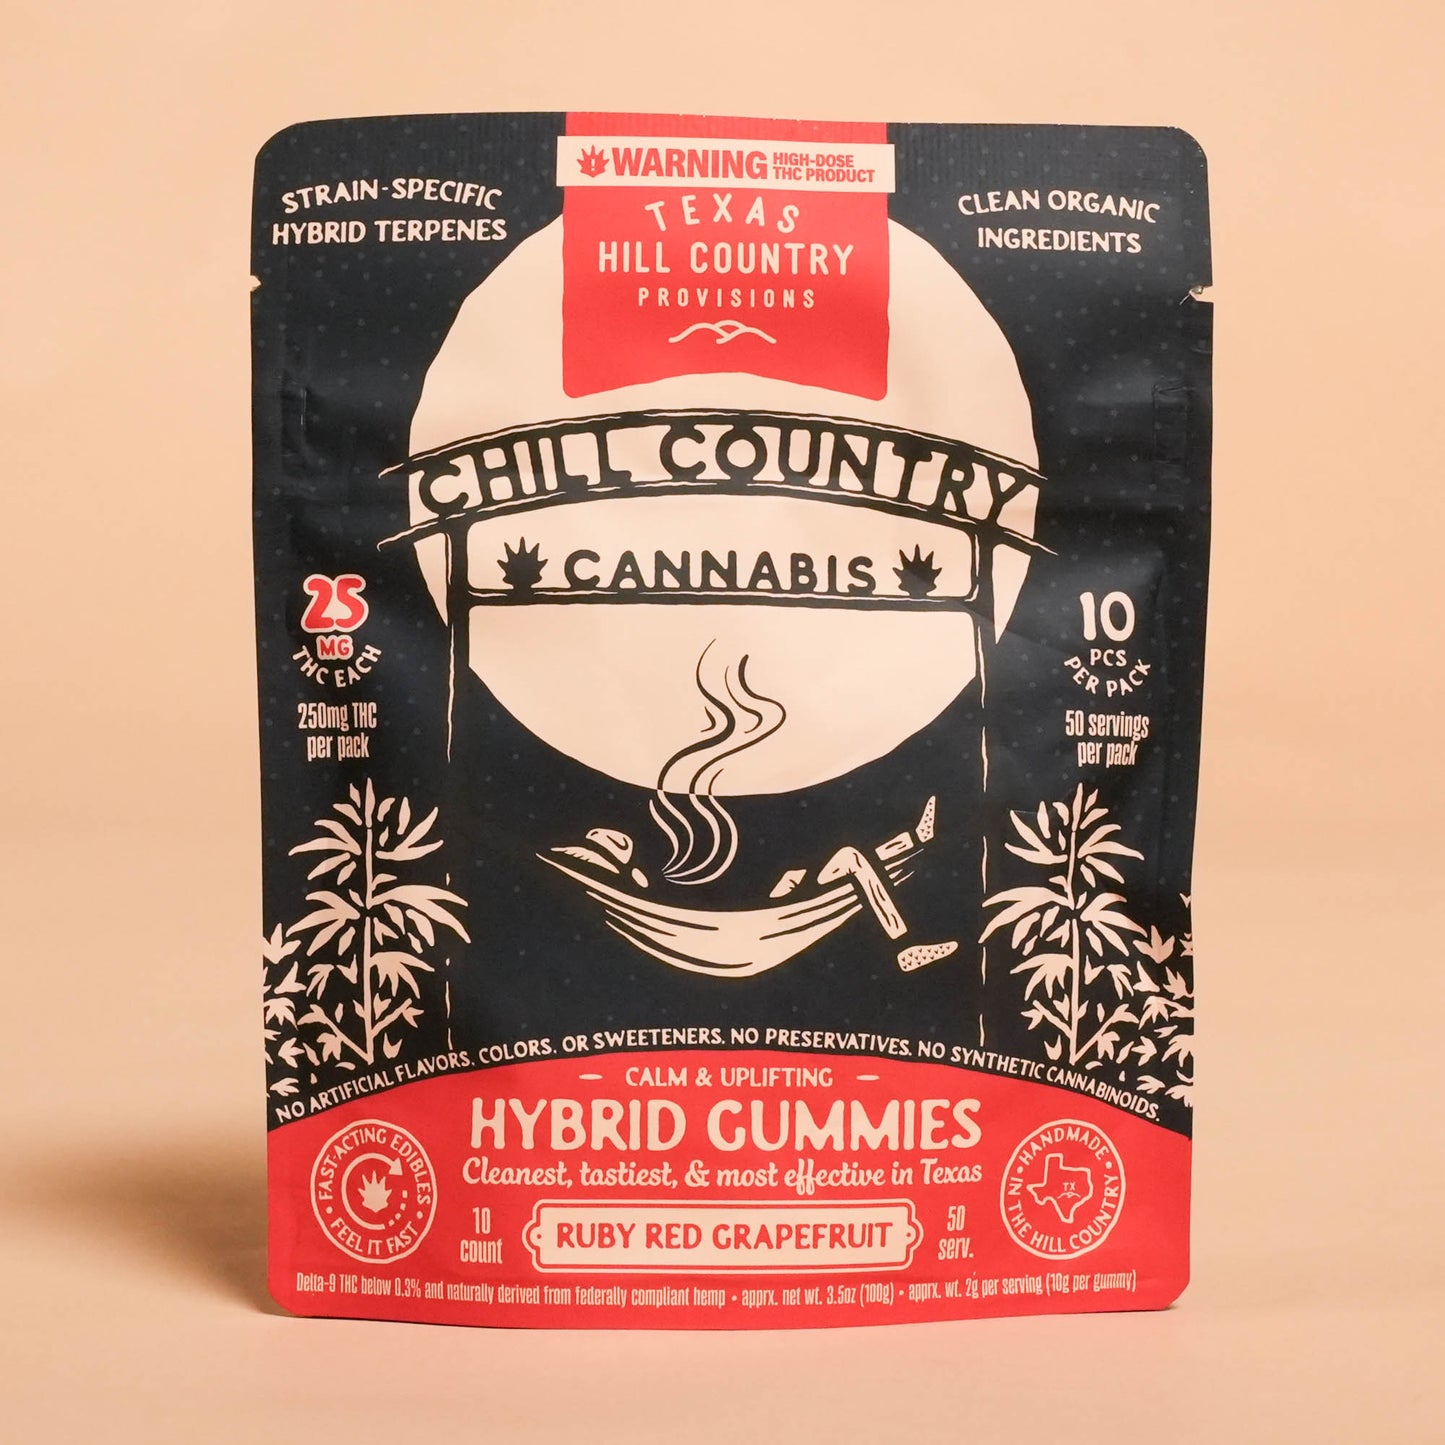 WARNING HIGH-DOSE
THC PRODUCT
STRAIN-SPECIFIC
HYBRID TERPENES
TEXAS
HILL COUNTRY
PROVISIONS
CLEAN ORGANIC
INGREDIENTS
CHILL COUNTRY
CANNABIS
25
MG
THC EACH
250mg THC
per pack
10
PCS
PER PACK
50 servings
per pack
NO ARTIFICIAL FLAVORS, COLORS, OR SWEETENERS. NO PRESERVATIVES. NO SYNTHETIC CANNABINOIDS.
CALM & UPLIFTING
HYBRID GUMMIES
Cleanest, tastiest, & most effective in Texas
FAST-ACTING EDIBLES
• FEEL IT FAST •
10
count
RUBY RED GRAPEFRUIT
50
serv.
• HANDMADE •
TX
IN THE HILL COUNTRY
Delta-9 THC below 0.3% and naturally derived from federally compliant hemp • apprx. net wt. 3.5oz (100g) • apprx. wt. 2g per serving (10g per gummy)